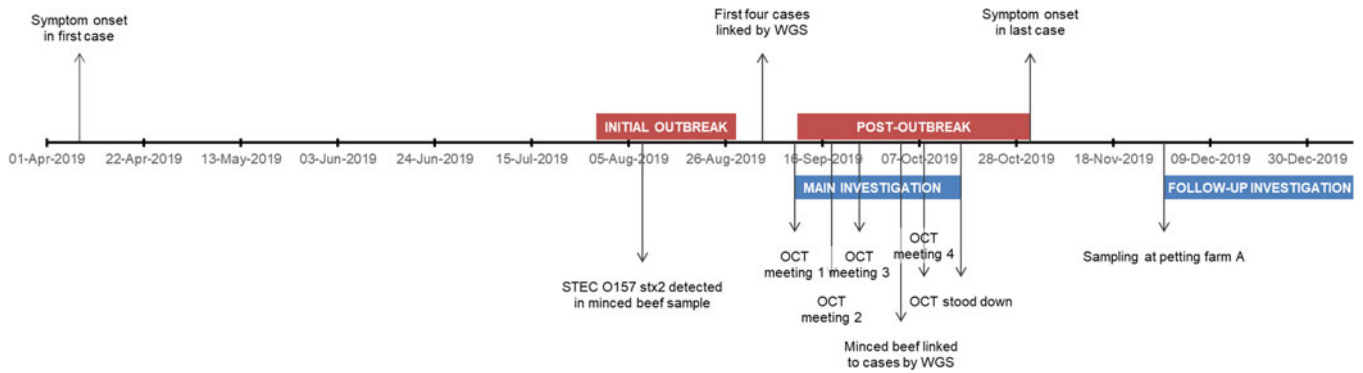 Symptom onset
in first case
First four cases
linked by WGS
Symptom onset
in last case
INITIAL OUTBREAK
POST-OUTBREAK
01-Apr-2019
22-Apr-2019
13-May-2019
03-Jun-2019
24-Jun-2019
15-Jul-2019
05-Aug-2019
26-Aug-2019
16-Sep-2019
07-Oct-2019
28-Oct-2019
18-Nov-2019
09-Dec-2019
30-Dec-2019
MAIN INVESTIGATION
FOLLOW-UP INVESTIGATION
STEC O157 stx2 detected
in minced beef sample
OCT
meeting 1
OCT
meeting 2
OCT
meeting 3
Minced beef linked
to cases by WGS
OCT
meeting 4
OCT stood down
Sampling at petting farm A